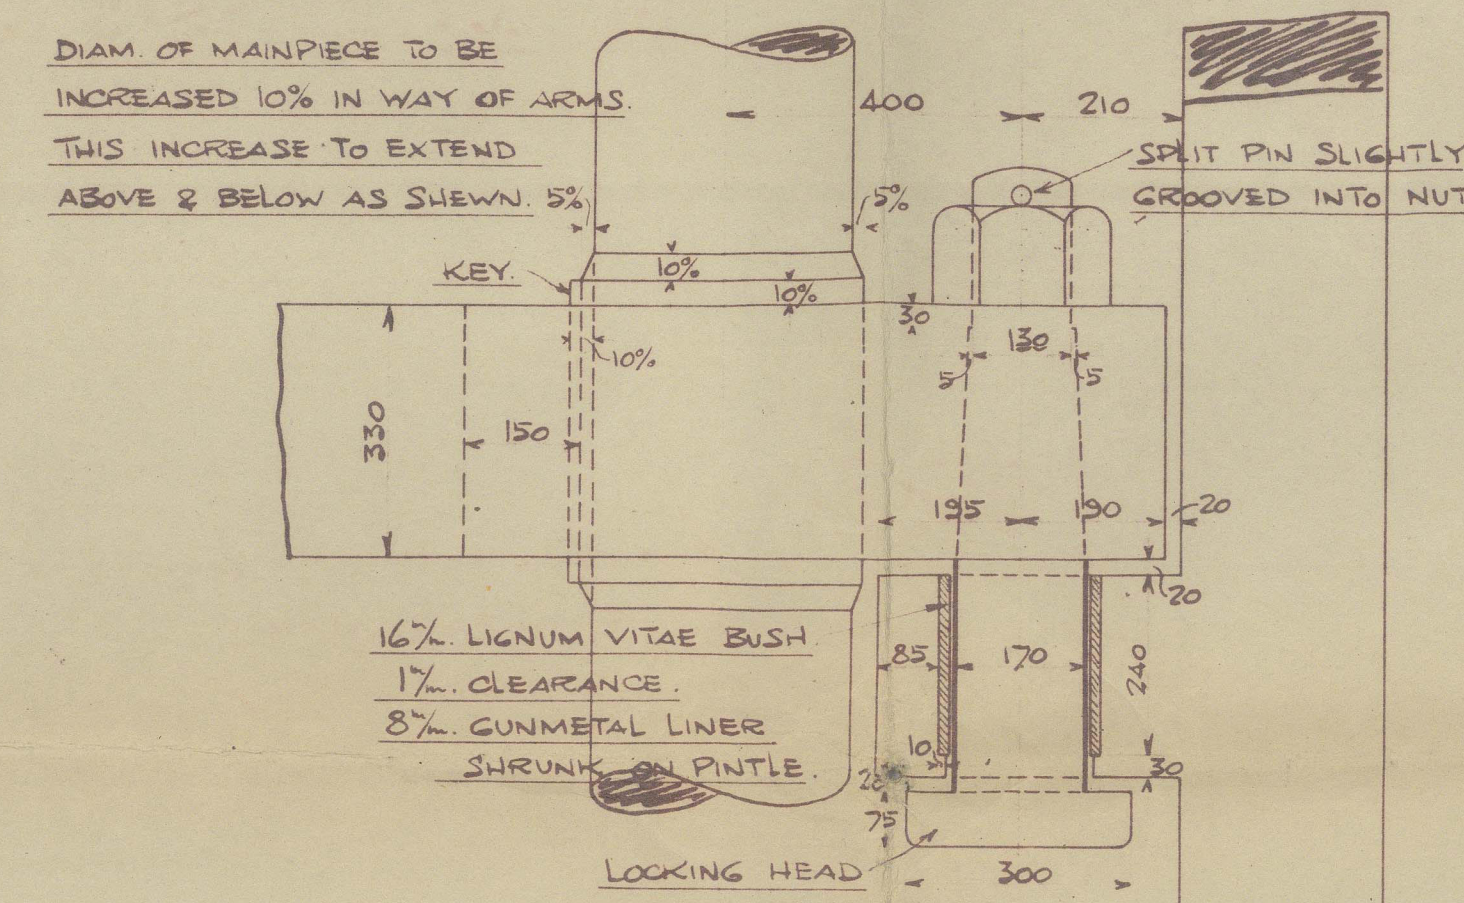 DIAM. OF MAINPIECE TO BE
INCREASED 10% IN WAY OF ARMS.
THIS INCREASE TO EXTEND
ABOVE & BELOW AS SHEWN.
5%
5%
400
210
SPLIT PIN SLIGHTLY
GROOVED INTO NUT
KEY.
10%
10%
30
130
10%
5
5
330
150
195
190
20
20
16m/m. LIGNUM VITAE BUSH.
1m/m. CLEARANCE.
8m/m. GUNMETAL LINER
SHRUNK ON PINTLE.
85
170
240
10
30
75
LOCKING HEAD
300